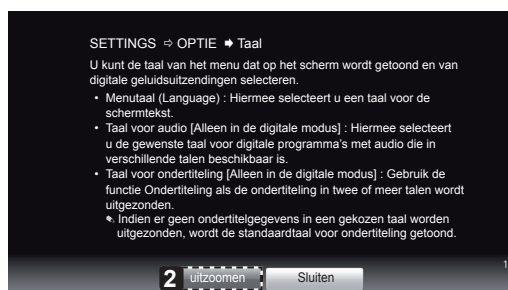 SETTINGS ⇨ OPTIE ➡ Taal
U kunt de taal van het menu dat op het scherm wordt getoond en van
digitale geluidsuitzendingen selecteren.
• Menutaal (Language) : Hiermee selecteert u een taal voor de
schermtekst.
• Taal voor audio [Alleen in de digitale modus] : Hiermee selecteert
u de gewenste taal voor digitale programma's met audio die in
verschillende talen beschikbaar is.
• Taal voor ondertiteling [Alleen in de digitale modus] : Gebruik de
functie Ondertiteling als de ondertiteling in twee of meer talen wordt
uitgezonden.
✎ Indien er geen ondertitelgegevens in een gekozen taal worden
uitgezonden, wordt de standaardtaal voor ondertiteling getoond.
1
2 uitzoomen Sluiten